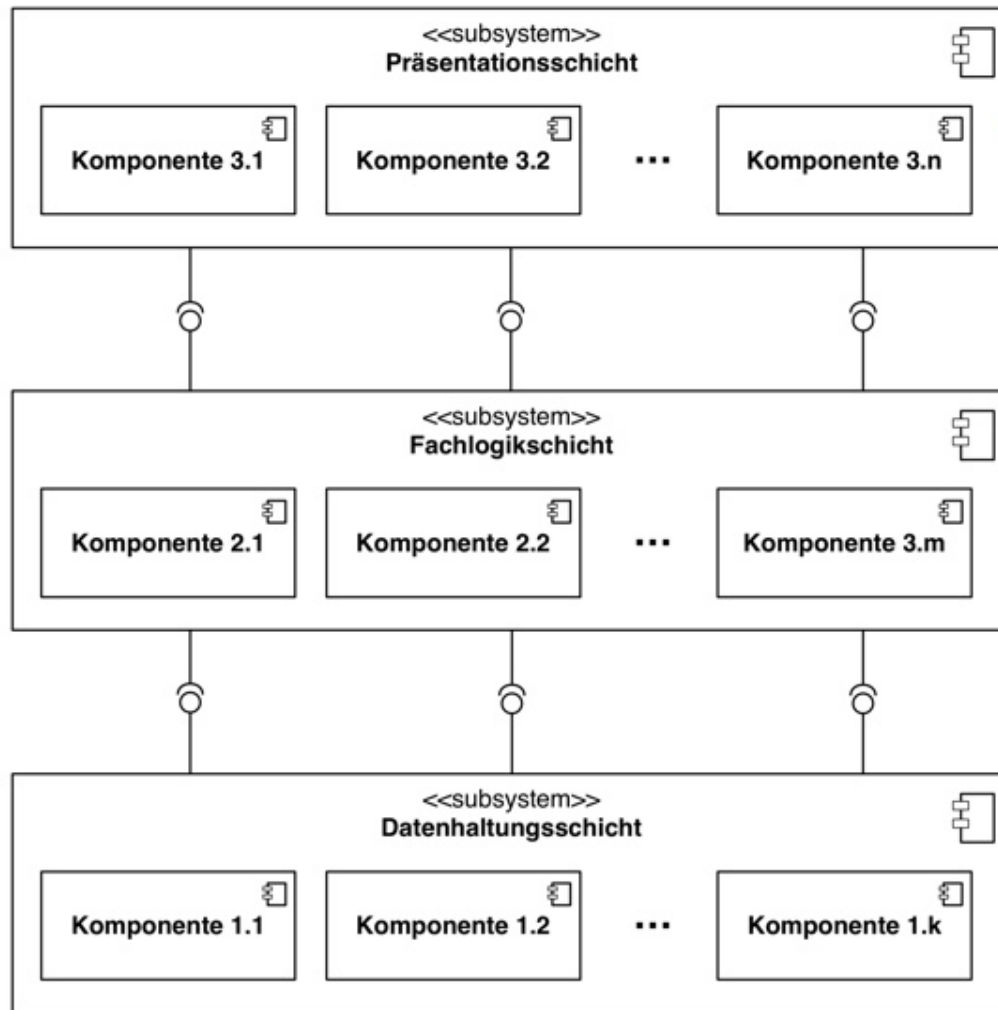 <<subsystem>>
Präsentationsschicht
Komponente 3.1
Komponente 3.2
...
Komponente 3.n
<<subsystem>>
Fachlogikschicht
Komponente 2.1
Komponente 2.2
...
Komponente 3.m
<<subsystem>>
Datenhaltungsschicht
Komponente 1.1
Komponente 1.2
...
Komponente 1.k